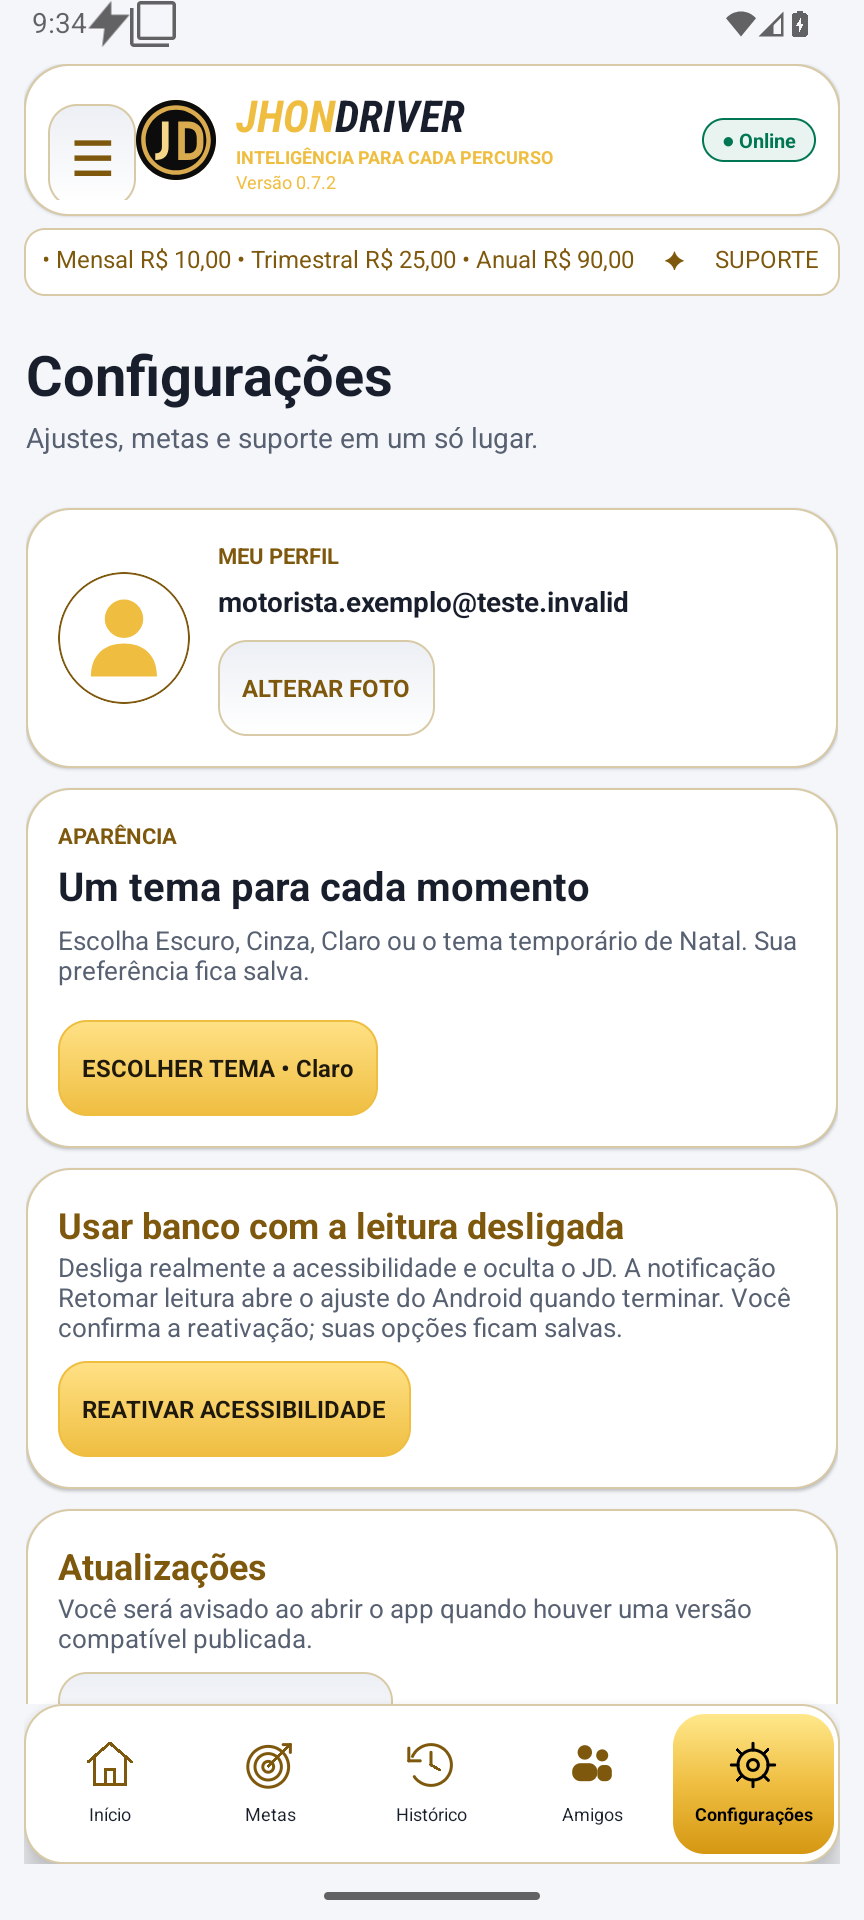 9:34
JD
JHONDRIVER
INTELIGÊNCIA PARA CADA PERCURSO
Versão 0.7.2
● Online
• Mensal R$ 10,00 • Trimestral R$ 25,00 • Anual R$ 90,00 ✦ SUPORTE
Configurações
Ajustes, metas e suporte em um só lugar.
MEU PERFIL
motorista.exemplo@teste.invalid
ALTERAR FOTO
APARÊNCIA
Um tema para cada momento
Escolha Escuro, Cinza, Claro ou o tema temporário de Natal. Sua
preferência fica salva.
ESCOLHER TEMA • Claro
Usar banco com a leitura desligada
Desliga realmente a acessibilidade e oculta o JD. A notificação
Retomar leitura abre o ajuste do Android quando terminar. Você
confirma a reativação; suas opções ficam salvas.
REATIVAR ACESSIBILIDADE
Atualizações
Você será avisado ao abrir o app quando houver uma versão
compatível publicada.
Início
Metas
Histórico
Amigos
Configurações